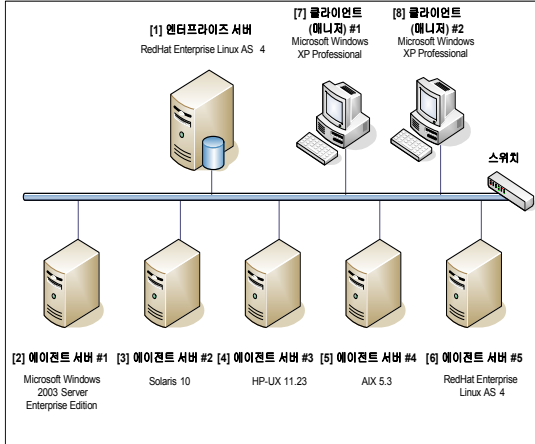 [1] 엔터프라이즈 서버
RedHat Enterprise Linux AS 4
[7] 클라이언트
(매니저) #1
Microsoft Windows
XP Professional
[8] 클라이언트
(매니저) #2
Microsoft Windows
XP Professional
스위치
[2] 에이전트 서버 #1
Microsoft Windows
2003 Server
Enterprise Edition
[3] 에이전트 서버 #2
Solaris 10
[4] 에이전트 서버 #3
HP-UX 11.23
[5] 에이전트 서버 #4
AIX 5.3
[6] 에이전트 서버 #5
RedHat Enterprise
Linux AS 4